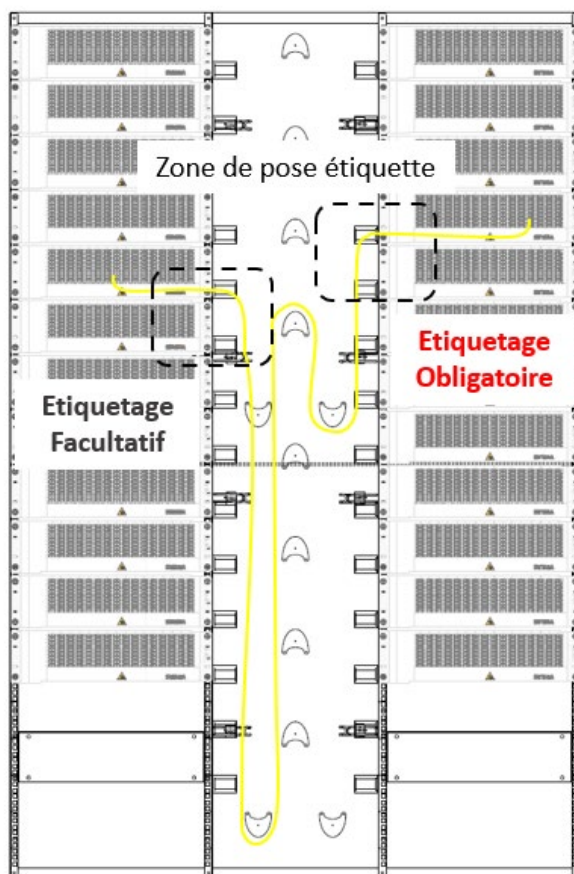 Zone de pose étiquette
Etiquetage
Obligatoire
Etiquetage
Facultatif